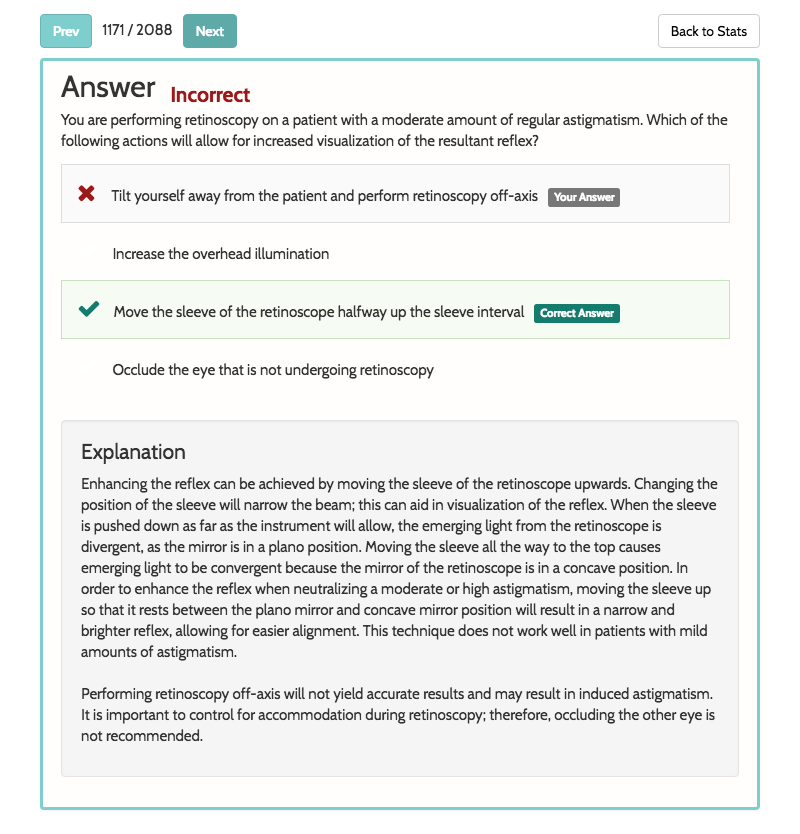 Prev 1171 / 2088 Next Back to Stats
Answer Incorrect
You are performing retinoscopy on a patient with a moderate amount of regular astigmatism. Which of the
following actions will allow for increased visualization of the resultant reflex?
Tilt yourself away from the patient and perform retinoscopy off-axis Your Answer
Increase the overhead illumination
Move the sleeve of the retinoscope halfway up the sleeve interval Correct Answer
Occlude the eye that is not undergoing retinoscopy
Explanation
Enhancing the reflex can be achieved by moving the sleeve of the retinoscope upwards. Changing the
position of the sleeve will narrow the beam; this can aid in visualization of the reflex. When the sleeve
is pushed down as far as the instrument will allow, the emerging light from the retinoscope is
divergent, as the mirror is in a plano position. Moving the sleeve all the way to the top causes
emerging light to be convergent because the mirror of the retinoscope is in a concave position. In
order to enhance the reflex when neutralizing a moderate or high astigmatism, moving the sleeve up
so that it rests between the plano mirror and concave mirror position will result in a narrow and
brighter reflex, allowing for easier alignment. This technique does not work well in patients with mild
amounts of astigmatism.
Performing retinoscopy off-axis will not yield accurate results and may result in induced astigmatism.
It is important to control for accommodation during retinoscopy; therefore, occluding the other eye is
not recommended.